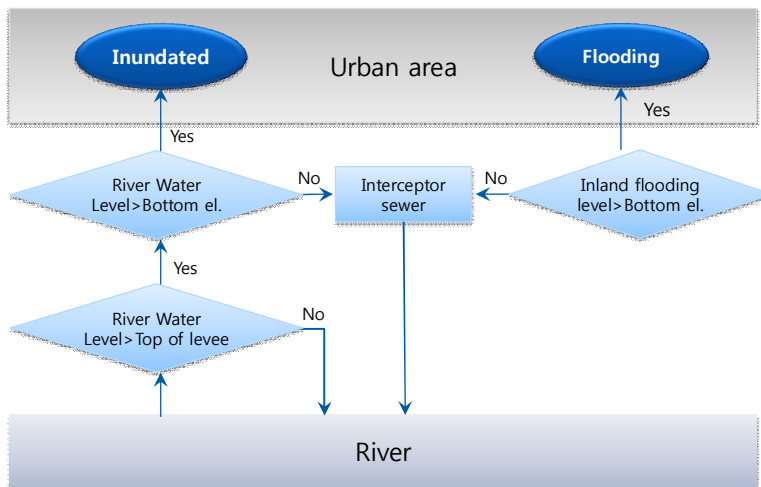 Inundated
Urban area
Flooding
Yes
Yes
River Water
Level>Bottom el.
No
Interceptor
sewer
No
Inland flooding
level>Bottom el.
Yes
River Water
Level>Top of levee
No
River